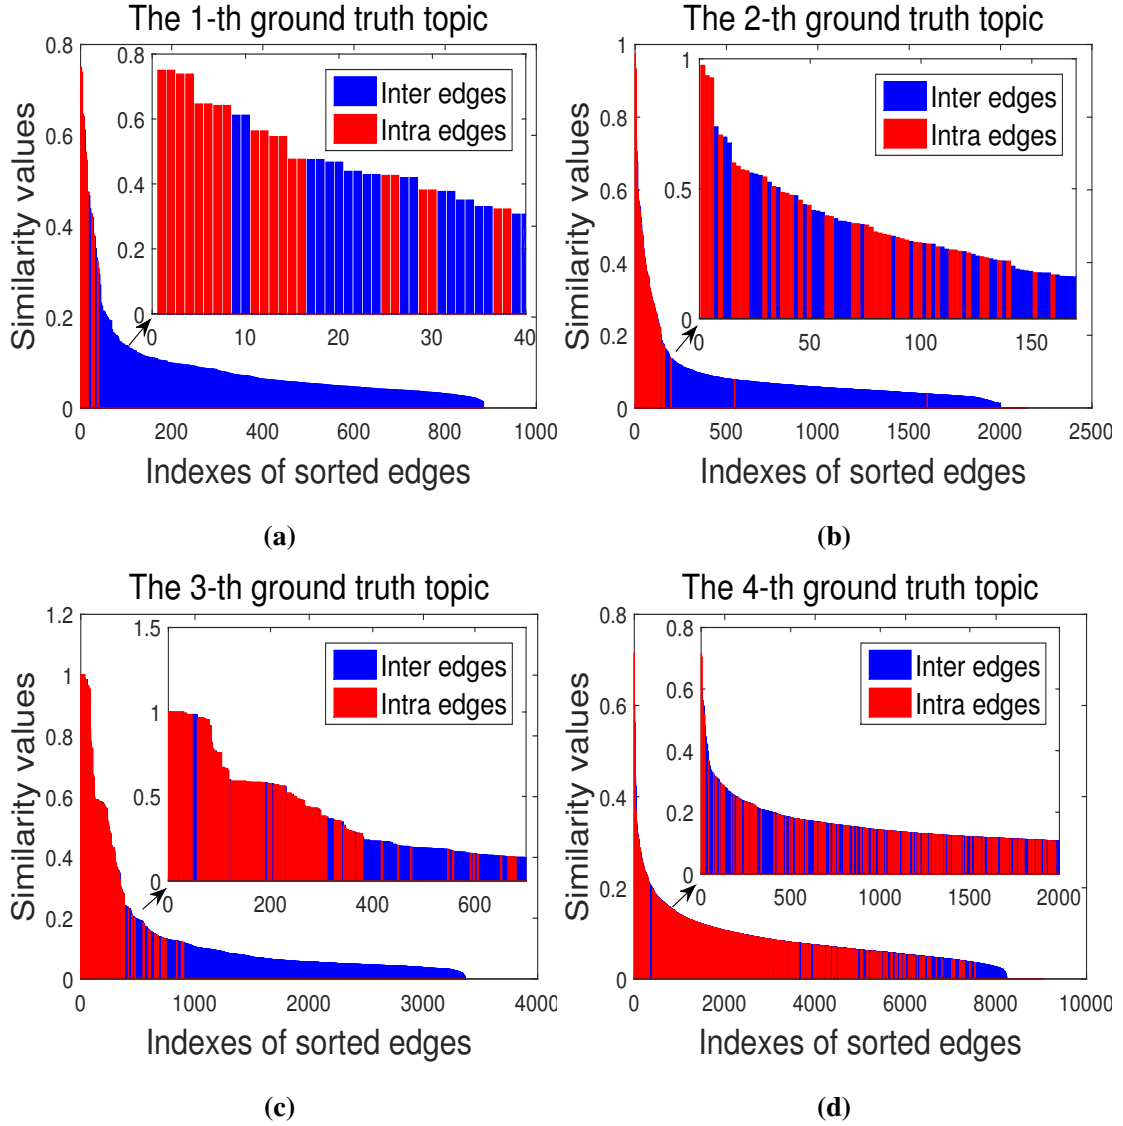 The 1-th ground truth topic
Similarity values
0.8
0.6
0.4
0.2
0
0 200 400 600 800 1000
Indexes of sorted edges
0.8
0.6
0.4
0.2
0
0 10 20 30 40
Inter edges
Intra edges
(a)
The 2-th ground truth topic
Similarity values
1
0.8
0.6
0.4
0.2
0
0 500 1000 1500 2000 2500
Indexes of sorted edges
1
0.5
0
0 50 100 150
Inter edges
Intra edges
(b)
The 3-th ground truth topic
Similarity values
1.2
1
0.8
0.6
0.4
0.2
0
0 1000 2000 3000 4000
Indexes of sorted edges
1.5
1
0.5
0
0 200 400 600
Inter edges
Intra edges
(c)
The 4-th ground truth topic
Similarity values
0.8
0.6
0.4
0.2
0
0 2000 4000 6000 8000 10000
Indexes of sorted edges
0.8
0.6
0.4
0.2
0
0 500 1000 1500 2000
Inter edges
Intra edges
(d)